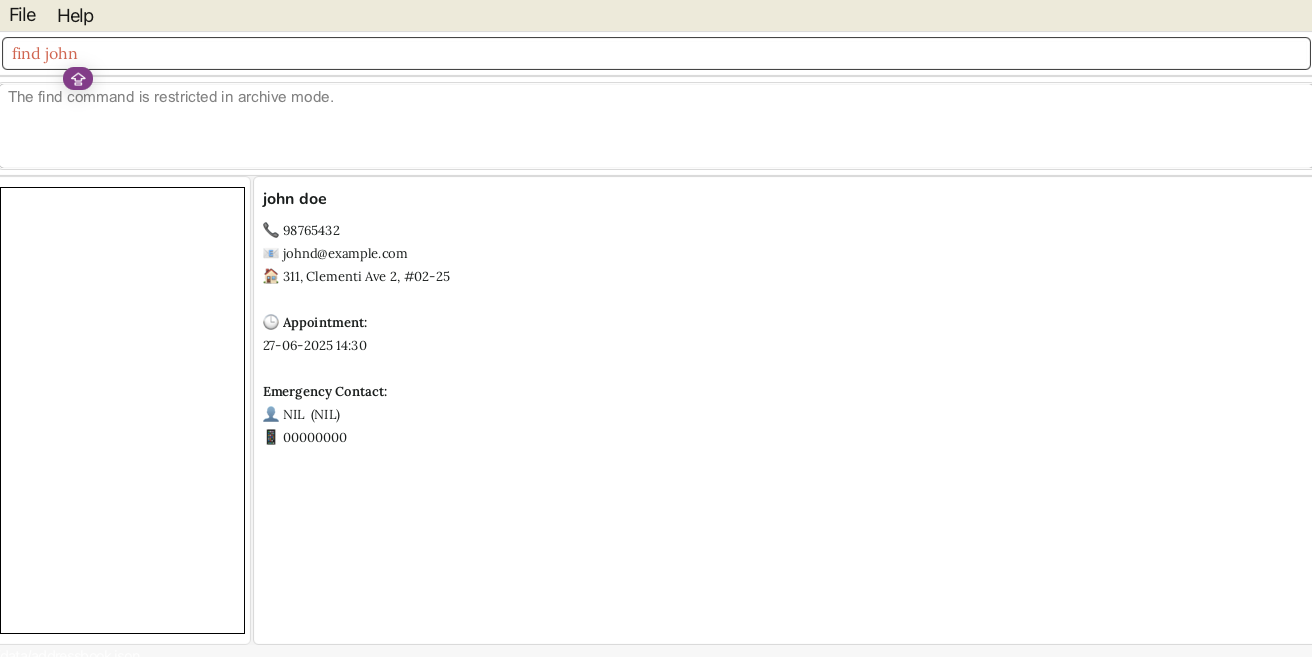 File Help
find john
The find command is restricted in archive mode.
john doe
98765432
johnd@example.com
311, Clementi Ave 2, #02-25
Appointment:
27-06-2025 14:30
Emergency Contact:
NIL (NIL)
00000000